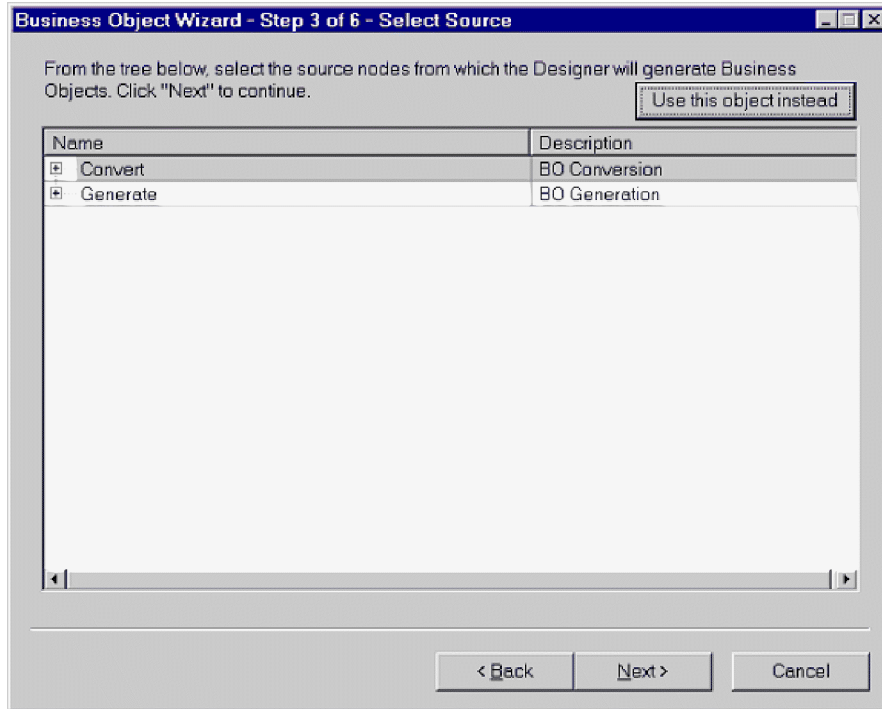 Business Object Wizard - Step 3 of 6 - Select Source
From the tree below, select the source nodes from which the Designer will generate Business
Objects. Click "Next" to continue.
Use this object instead
Name Description
Convert BO Conversion
Generate BO Generation
< Back Next > Cancel